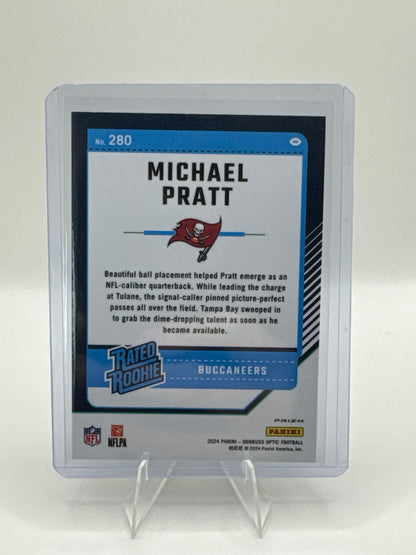 No. 280
MICHAEL
PRATT
Beautiful ball placement helped Pratt emerge as an
NFL-caliber quarterback. While leading the charge
at Tulane, the signal-caller pinned picture-perfect
passes all over the field. Tampa Bay swooped in
to grab the dime-dropping talent as soon as he
became available.
RATED
ROOKIE
BUCCANEERS
PRIZM
PANINI
NFL
NFLPA
2024 PANINI – DONRUSS OPTIC FOOTBALL
© 2024 Panini America, Inc.